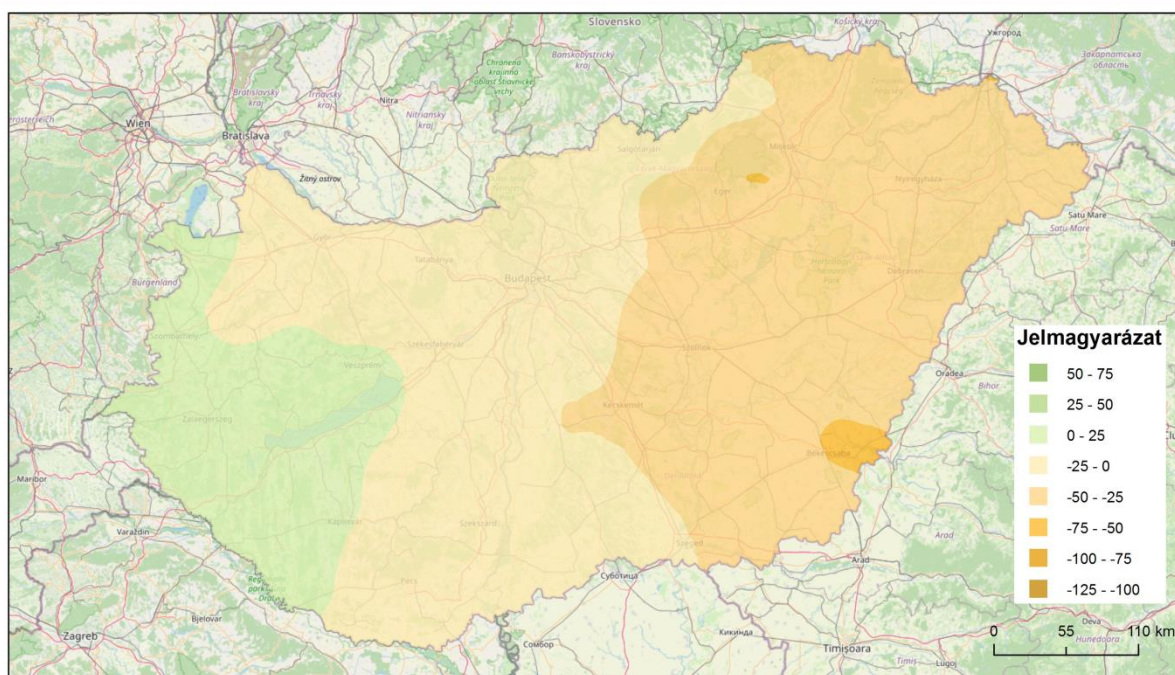 Slovensko
Košický kraj
Ужгород
Закарпатська
область
Banskobystrický
kraj
Chránená
krajinná
oblasť Štiavnické
vrchy
Bratislavský
kraj
Trnavský
kraj
Nitra
Nitriansky
kraj
Wien
Bratislava
Žitný ostrov
Salgótarján
Miskolc
Eger
Nyíregyháza
Satu Mare
Satu Mare
Burgenland
Tatabánya
Budapest
Debrecen
Szombathely
Székesfehérvár
Veszprém
Szolnok
Oradea
Bihor
Zalaegerszeg
Kecskemét
Békéscsaba
Maribor
Kaposvár
Szekszárd
Varaždin
Szeged
Pécs
Arad
Arad
Суботица
Bjelovar
Zagreb
Сомбор
Кикинда
Timișoara
Timiș
Lugoj
Deva
Hunedoara
Jelmagyarázat
50 - 75
25 - 50
0 - 25
-25 - 0
-50 - -25
-75 - -50
-100 - -75
-125 - -100
0 55 110 km